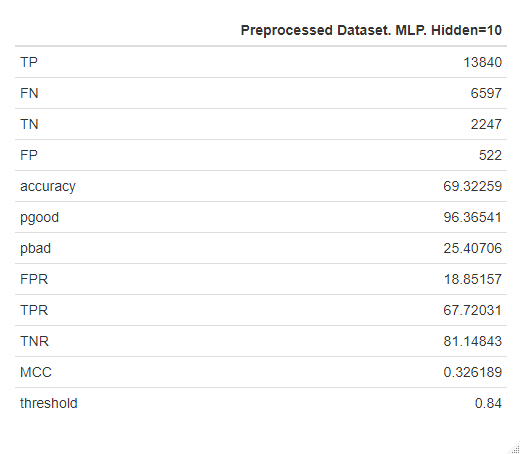 Preprocessed Dataset. MLP. Hidden=10
TP 13840
FN 6597
TN 2247
FP 522
accuracy 69.32259
pgood 96.36541
pbad 25.40706
FPR 18.85157
TPR 67.72031
TNR 81.14843
MCC 0.326189
threshold 0.84